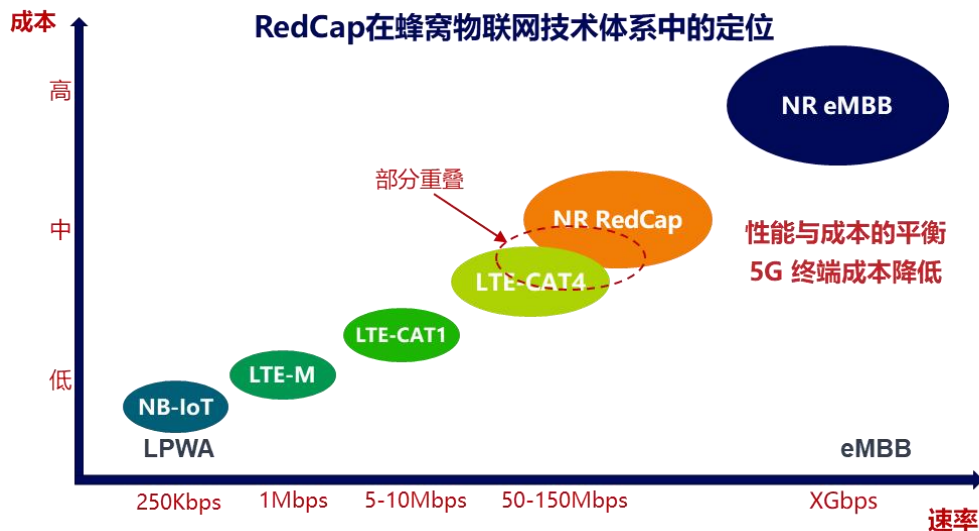 成本
RedCap在蜂窝物联网技术体系中的定位
高
NR eMBB
部分重叠
中
NR RedCap
性能与成本的平衡
5G 终端成本降低
LTE-CAT4
LTE-CAT1
低
LTE-M
NB-IoT
LPWA
eMBB
250Kbps
1Mbps
5-10Mbps
50-150Mbps
XGbps
速率